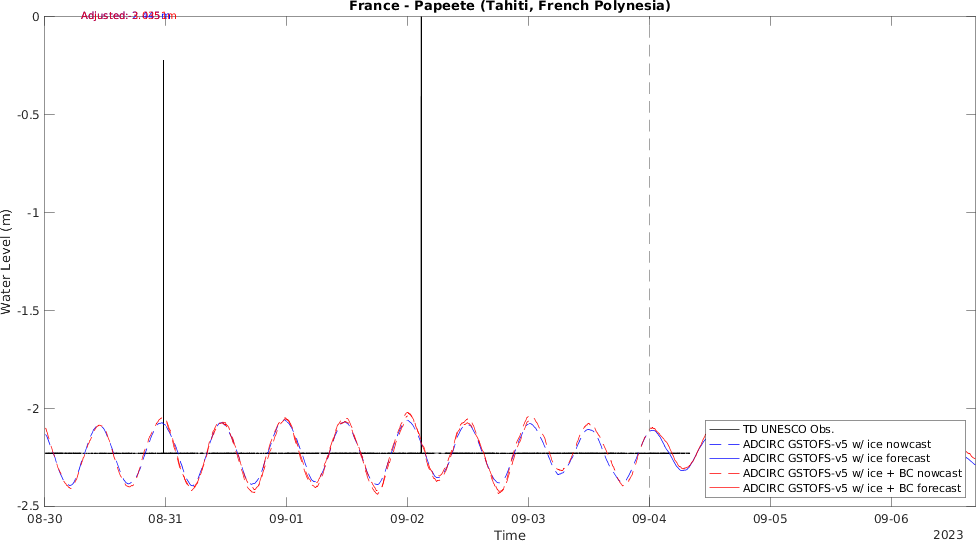 France - Papeete (Tahiti, French Polynesia)
Adjusted:
0
-0.5
-1
-1.5
-2
-2.5
Water Level (m)
08-30
08-31
09-01
09-02
09-03
09-04
09-05
09-06
Time
2023
TD UNESCO Obs.
ADCIRC GSTOFS-v5 w/ ice nowcast
ADCIRC GSTOFS-v5 w/ ice forecast
ADCIRC GSTOFS-v5 w/ ice + BC nowcast
ADCIRC GSTOFS-v5 w/ ice + BC forecast